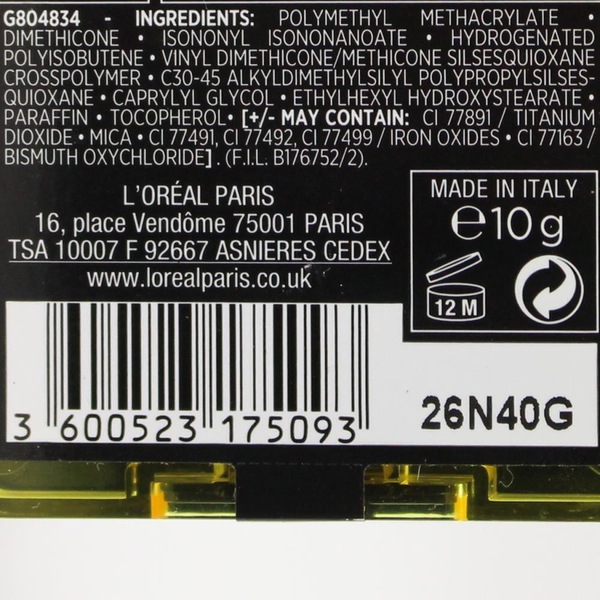 G804834 - INGREDIENTS: POLYMETHYL METHACRYLATE •
DIMETHICONE • ISONONYL ISONONANOATE • HYDROGENATED
POLYISOBUTENE • VINYL DIMETHICONE/METHICONE SILSESQUIOXANE
CROSSPOLYMER • C30-45 ALKYLDIMETHYLSILYL POLYPROPYLSILSES-
QUIOXANE • CAPRYLYL GLYCOL • ETHYLHEXYL HYDROXYSTEARATE •
PARAFFIN • TOCOPHEROL • [+/- MAY CONTAIN: CI 77891 / TITANIUM
DIOXIDE • MICA • CI 77491, CI 77492, CI 77499 / IRON OXIDES • CI 77163 /
BISMUTH OXYCHLORIDE] . (F.I.L. B176752/2).
L'ORÉAL PARIS
16, place Vendôme 75001 PARIS
TSA 10007 F 92667 ASNIERES CEDEX
www.lorealparis.co.uk
MADE IN ITALY
℮10 g
12 M
3 600523 175093
26N40G